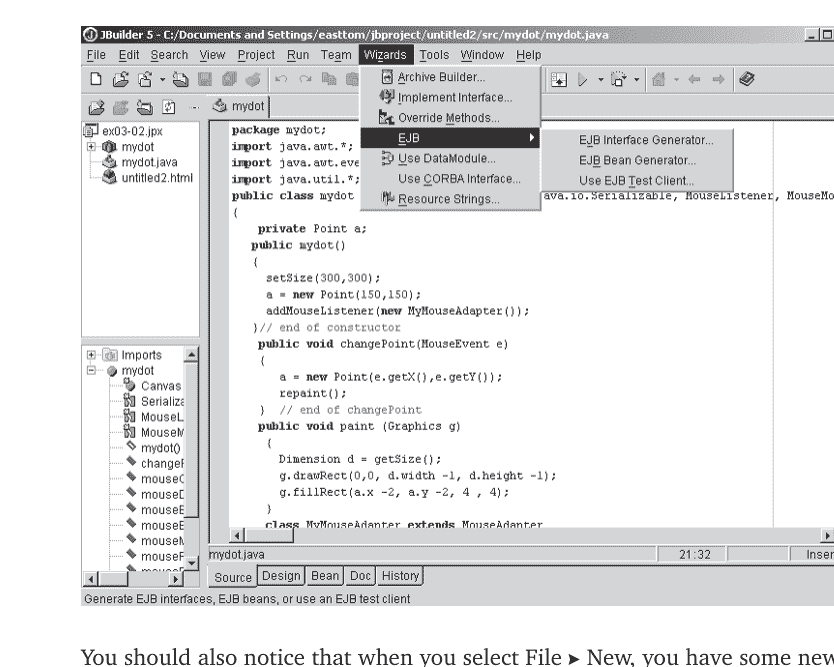 JBuilder 5 - C:/Documents and Settings/easttom/jbproject/untitled2/src/mydot/mydot.java
File Edit Search View Project Run Team Wizards Tools Window Help
Archive Builder...
Implement Interface...
Override Methods...
EJB
Use DataModule...
Use CORBA Interface...
Resource Strings...
EJB Interface Generator...
EJB Bean Generator...
Use EJB Test Client...
mydot
ex03-02.jpx
mydot
mydot.java
untitled2.html
package mydot;
import java.awt.*;
import java.awt.eve
import java.util.*;
public class mydot ava.io.Serializable, MouseListener, MouseMo
{
private Point a;
public mydot()
{
setSize(300,300);
a = new Point(150,150);
addMouseListener(new MyMouseAdapter());
}// end of constructor
public void changePoint(MouseEvent e)
{
a = new Point(e.getX(),e.getY());
repaint();
} // end of changePoint
public void paint (Graphics g)
{
Dimension d = getSize();
g.drawRect(0,0, d.width -1, d.height -1);
g.fillRect(a.x -2, a.y -2, 4 , 4);
}
class MyMouseAdapter extends MouseAdapter
Imports
mydot
Canvas
Serializa
MouseL
MouseM
mydot()
changeF
mouseC
mouseD
mouseE
mouseE
mouseM
mouseF
mydot.java 21:32 Inser
Source Design Bean Doc History
Generate EJB interfaces, EJB beans, or use an EJB test client
You should also notice that when you select File ➤ New, you have some new